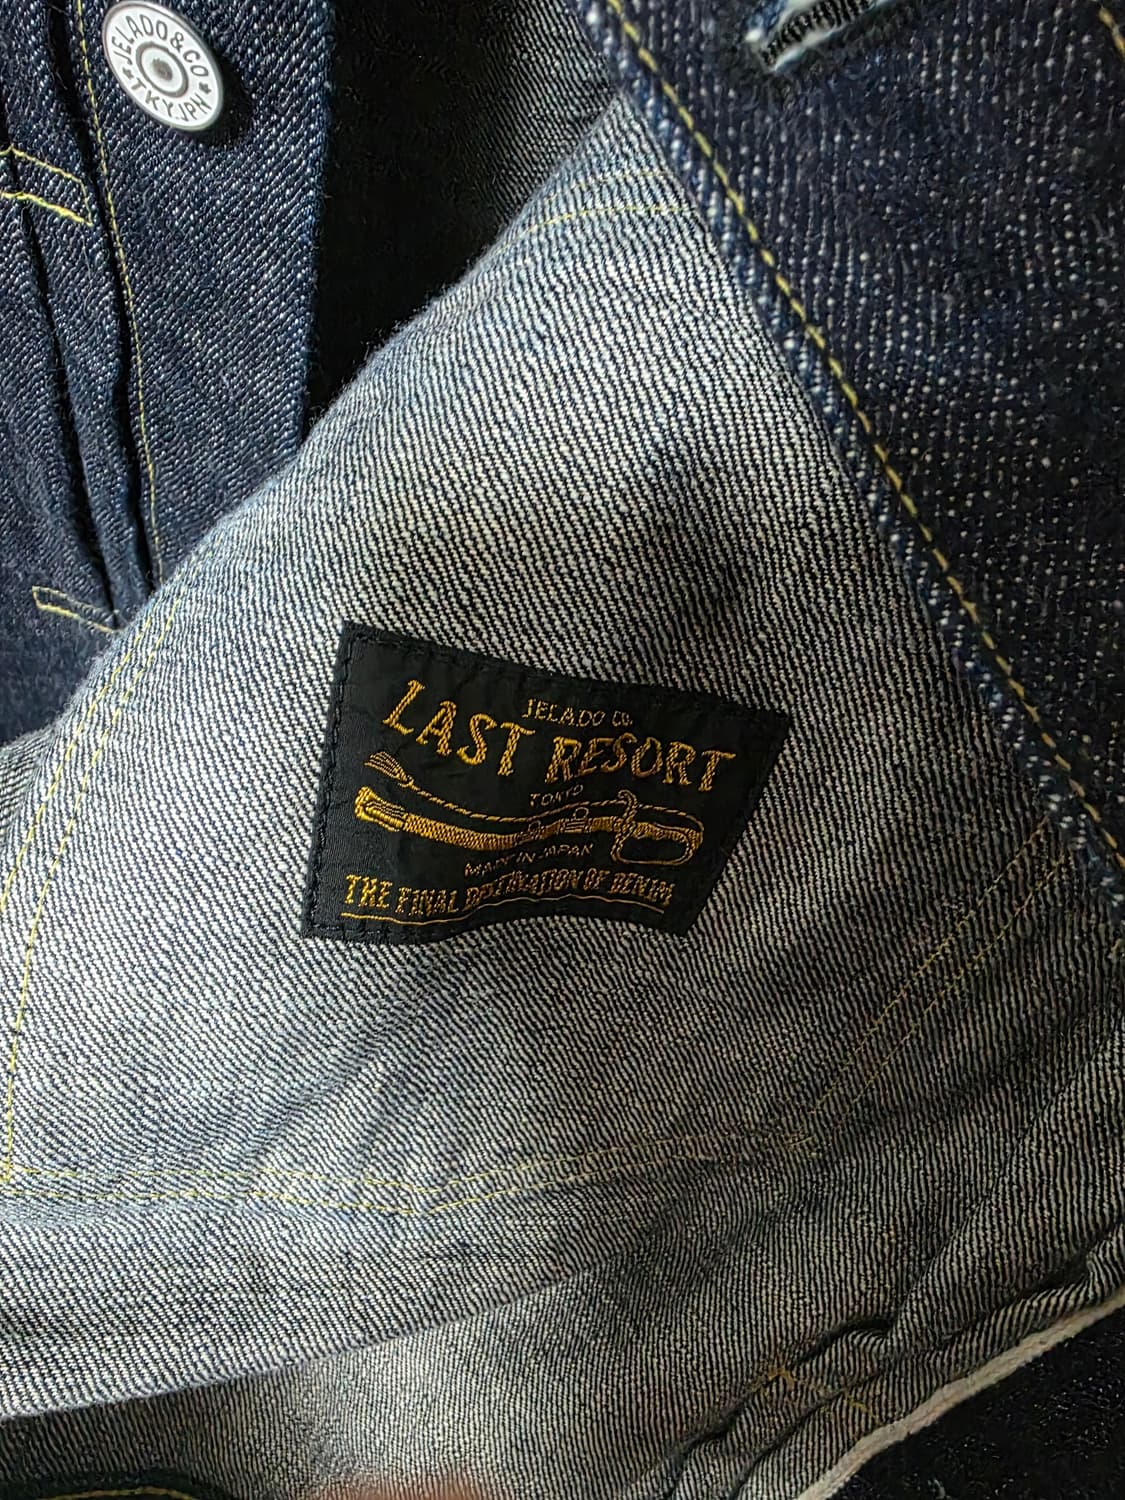 JELADO & CO
TKY.JPN
JELADO CO.
LAST RESORT
TOKYO
MADE IN JAPAN
THE FINAL DESTINATION OF DENIM